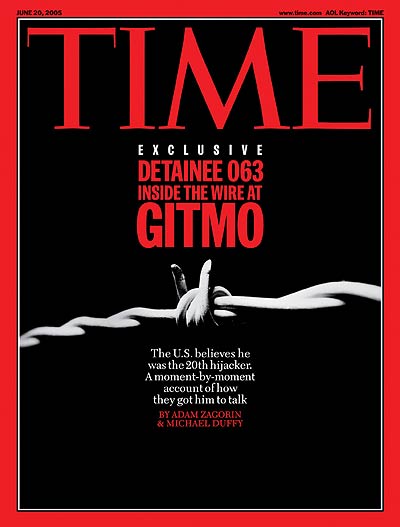 JUNE 20, 2005 www.time.com AOL Keyword: TIME
TIME
EXCLUSIVE
DETAINEE 063
INSIDE THE WIRE AT
GITMO
The U.S. believes he
was the 20th hijacker.
A moment-by-moment
account of how
they got him to talk
BY ADAM ZAGORIN
& MICHAEL DUFFY